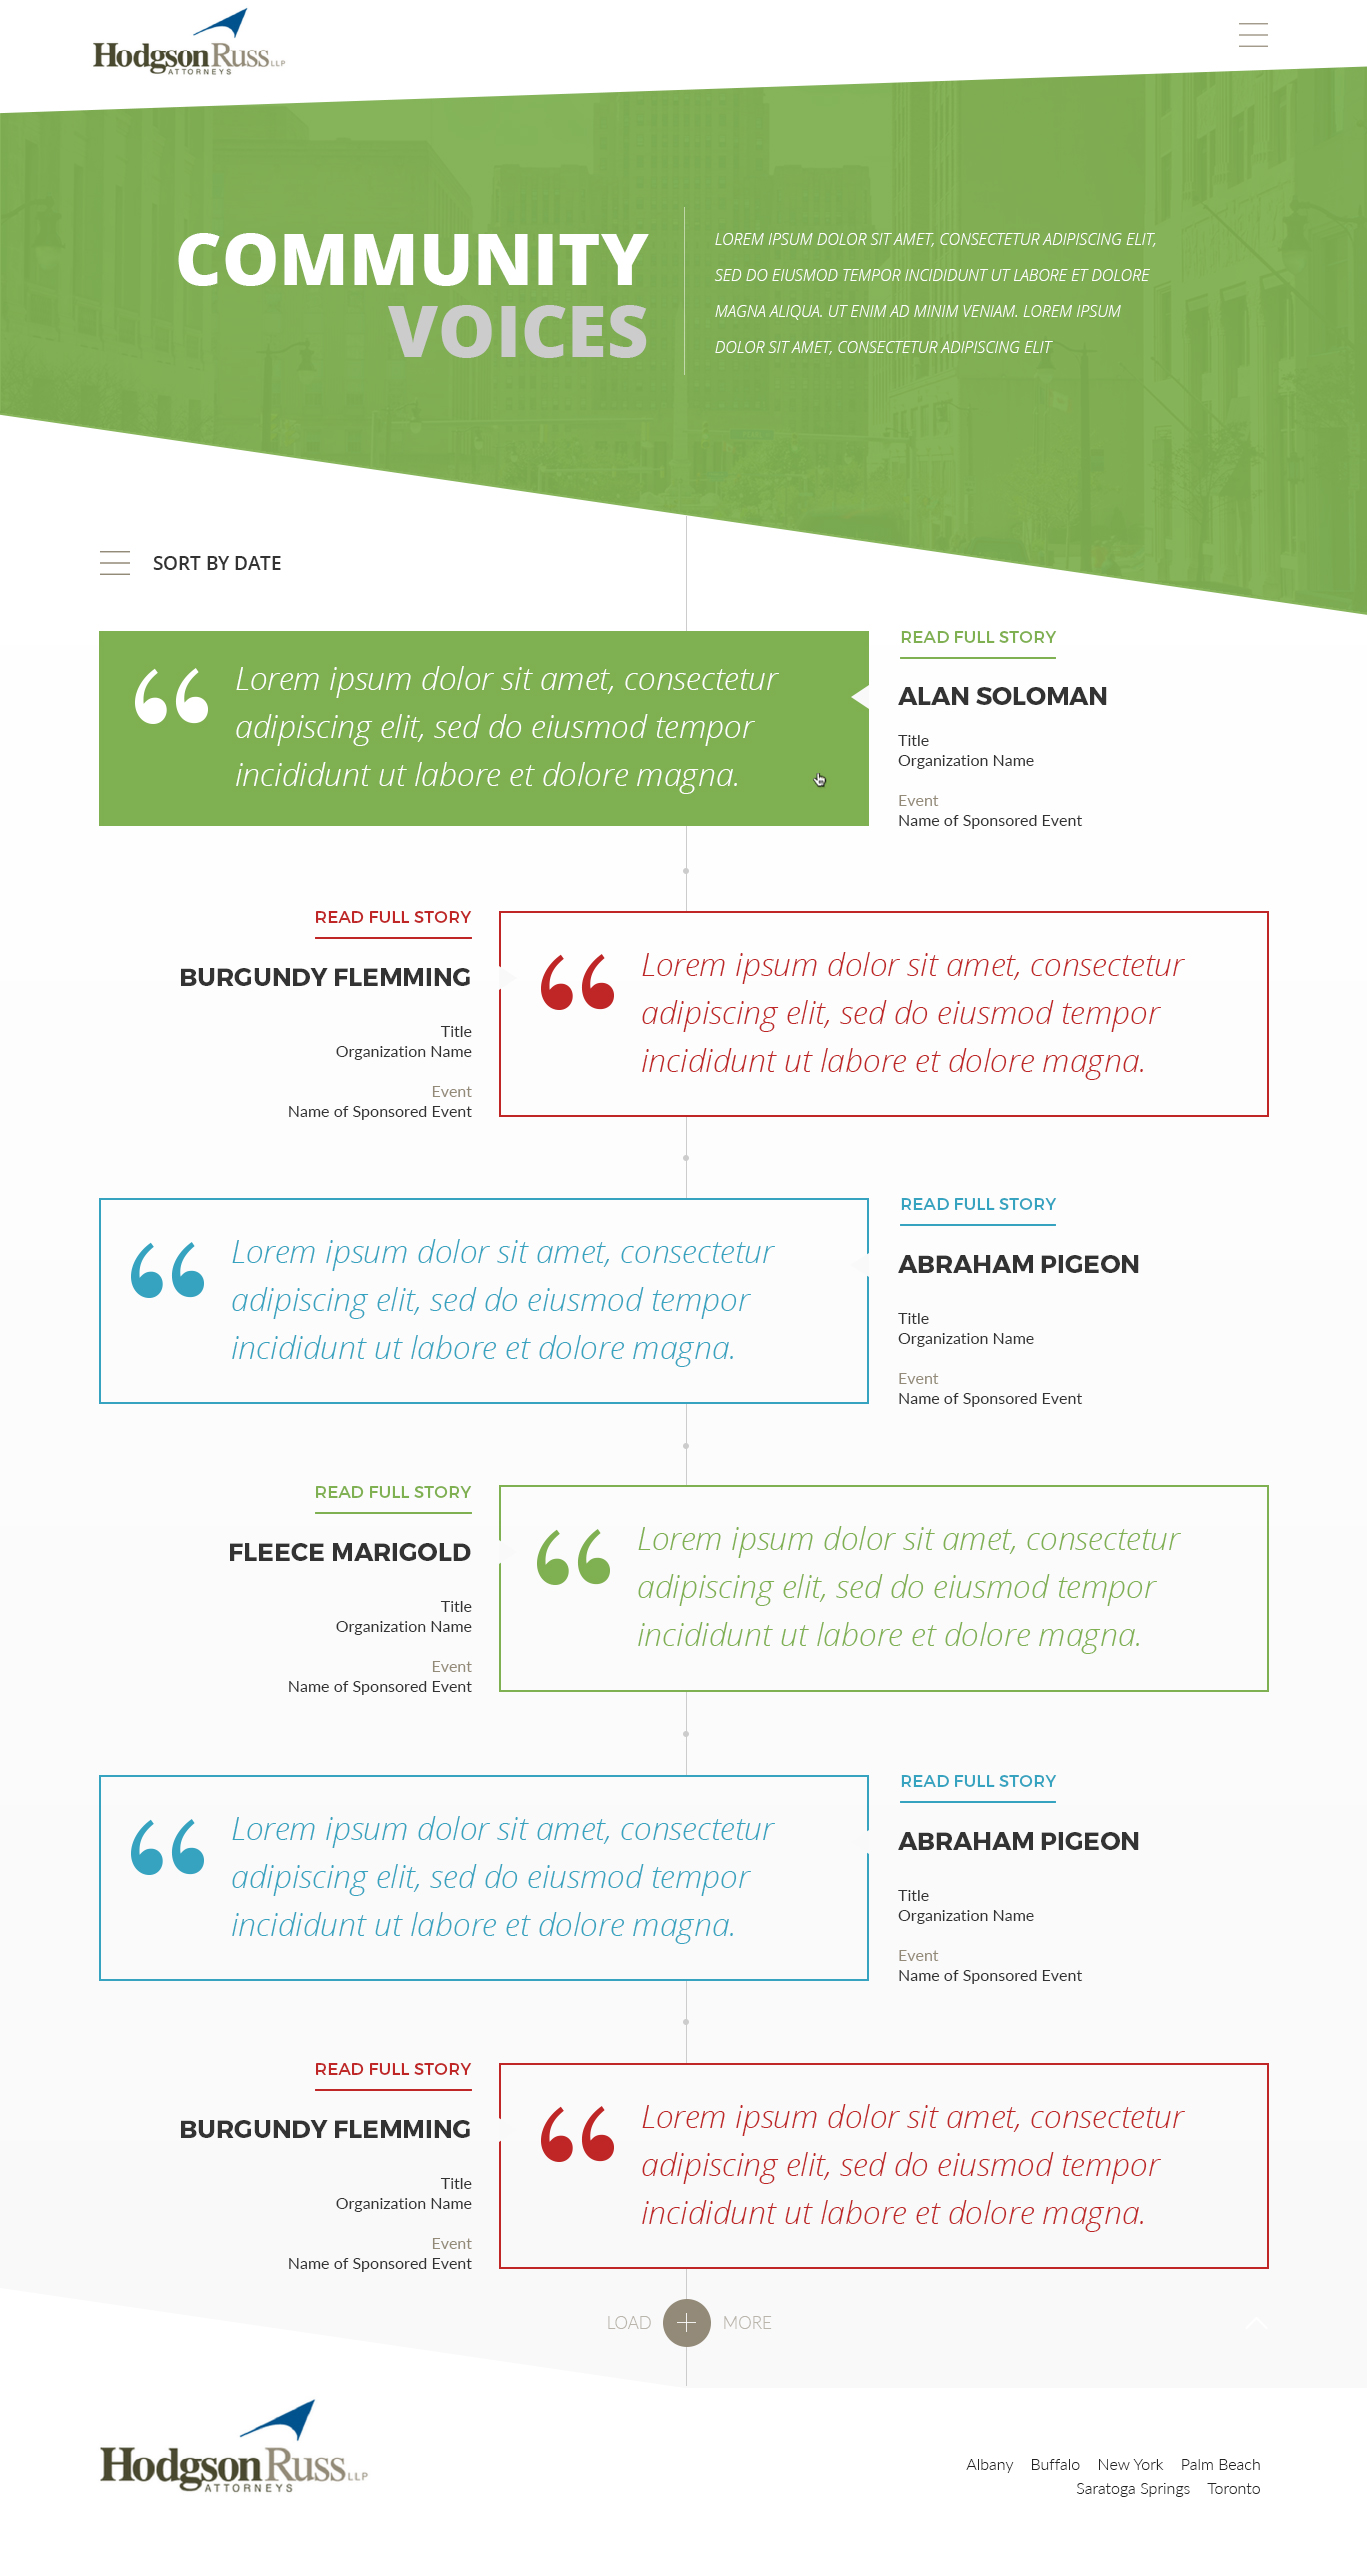 HodgsonRuss LLP
ATTORNEYS
COMMUNITY
VOICES
LOREM IPSUM DOLOR SIT AMET, CONSECTETUR ADIPISCING ELIT,
SED DO EIUSMOD TEMPOR INCIDIDUNT UT LABORE ET DOLORE
MAGNA ALIQUA. UT ENIM AD MINIM VENIAM. LOREM IPSUM
DOLOR SIT AMET, CONSECTETUR ADIPISCING ELIT
SORT BY DATE
“ Lorem ipsum dolor sit amet, consectetur
adipiscing elit, sed do eiusmod tempor
incididunt ut labore et dolore magna.
READ FULL STORY
ALAN SOLOMAN
Title
Organization Name
Event
Name of Sponsored Event
READ FULL STORY
BURGUNDY FLEMMING
Title
Organization Name
Event
Name of Sponsored Event
“ Lorem ipsum dolor sit amet, consectetur
adipiscing elit, sed do eiusmod tempor
incididunt ut labore et dolore magna.
“ Lorem ipsum dolor sit amet, consectetur
adipiscing elit, sed do eiusmod tempor
incididunt ut labore et dolore magna.
READ FULL STORY
ABRAHAM PIGEON
Title
Organization Name
Event
Name of Sponsored Event
READ FULL STORY
FLEECE MARIGOLD
Title
Organization Name
Event
Name of Sponsored Event
“ Lorem ipsum dolor sit amet, consectetur
adipiscing elit, sed do eiusmod tempor
incididunt ut labore et dolore magna.
“ Lorem ipsum dolor sit amet, consectetur
adipiscing elit, sed do eiusmod tempor
incididunt ut labore et dolore magna.
READ FULL STORY
ABRAHAM PIGEON
Title
Organization Name
Event
Name of Sponsored Event
READ FULL STORY
BURGUNDY FLEMMING
Title
Organization Name
Event
Name of Sponsored Event
“ Lorem ipsum dolor sit amet, consectetur
adipiscing elit, sed do eiusmod tempor
incididunt ut labore et dolore magna.
LOAD + MORE
HodgsonRuss LLP
ATTORNEYS
Albany Buffalo New York Palm Beach
Saratoga Springs Toronto